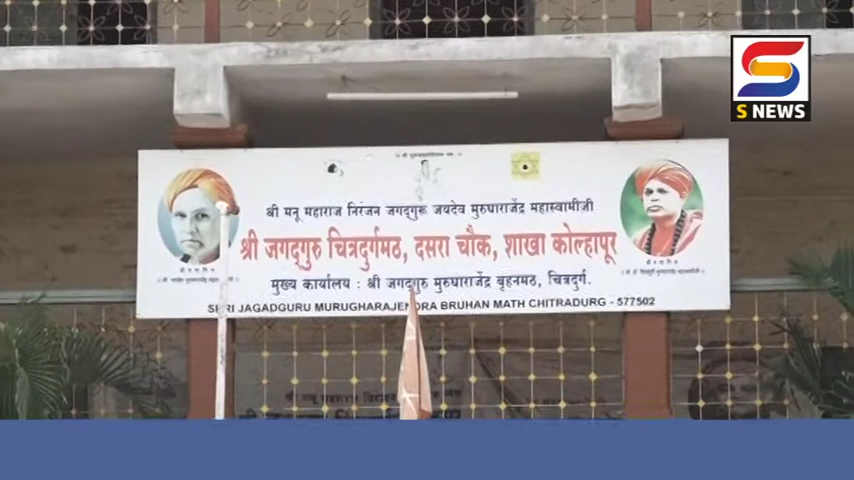 S NEWS
श्री मन् महाराज निरंजन जगद्‌गुरू जयदेव मुरुघाराजेंद्र महास्वामीजी
श्री जगद्‌गुरु चित्रदुर्गमठ, दसरा चौक, शाखा कोल्हापूर
मुख्य कार्यालय : श्री जगद्‌गुरु मुरुघाराजेंद्र बृहनमठ, चित्रदुर्ग.
SHRI JAGADGURU MURUGHARAJENDRA BRUHAN MATH CHITRADURG - 577502